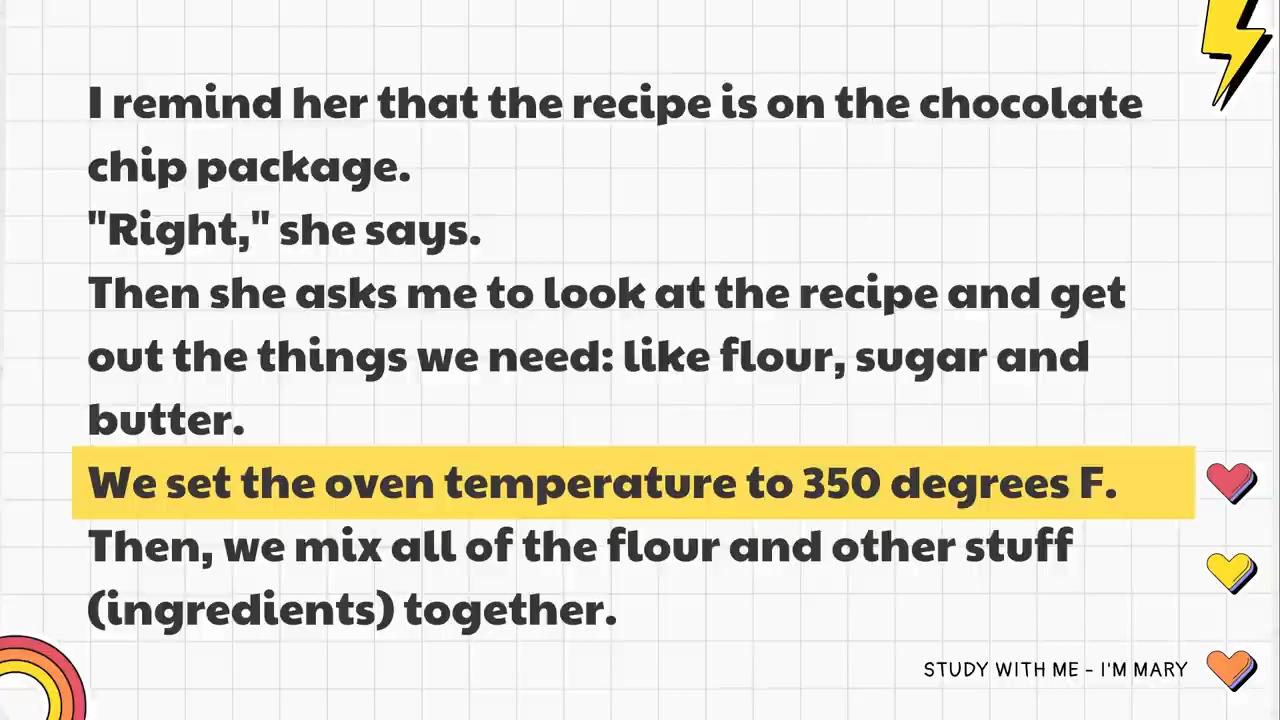 I remind her that the recipe is on the chocolate
chip package.
"Right," she says.
Then she asks me to look at the recipe and get
out the things we need: like flour, sugar and
butter.
We set the oven temperature to 350 degrees F.
Then, we mix all of the flour and other stuff
(ingredients) together.
STUDY WITH ME - I'M MARY